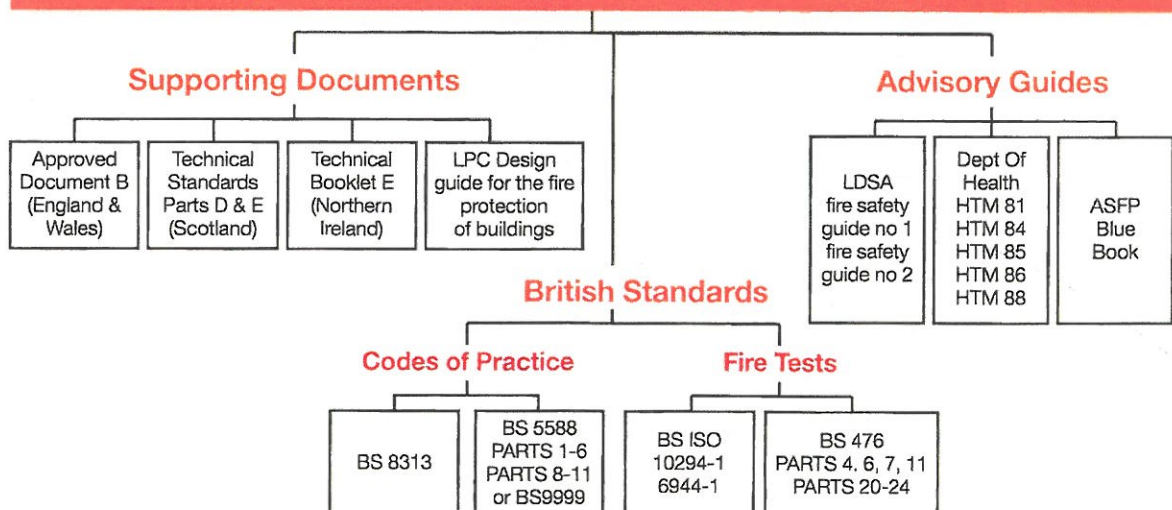 Supporting Documents
Approved
Document B
(England &
Wales)
Technical
Standards
Parts D & E
(Scotland)
Technical
Booklet E
(Northern
Ireland)
LPC Design
guide for the fire
protection
of buildings
Advisory Guides
LDSA
fire safety
guide no 1
fire safety
guide no 2
Dept Of
Health
HTM 81
HTM 84
HTM 85
HTM 86
HTM 88
ASFP
Blue
Book
British Standards
Codes of Practice
BS 8313
BS 5588
PARTS 1-6
PARTS 8-11
or BS9999
Fire Tests
BS ISO
10294-1
6944-1
BS 476
PARTS 4, 6, 7, 11
PARTS 20-24